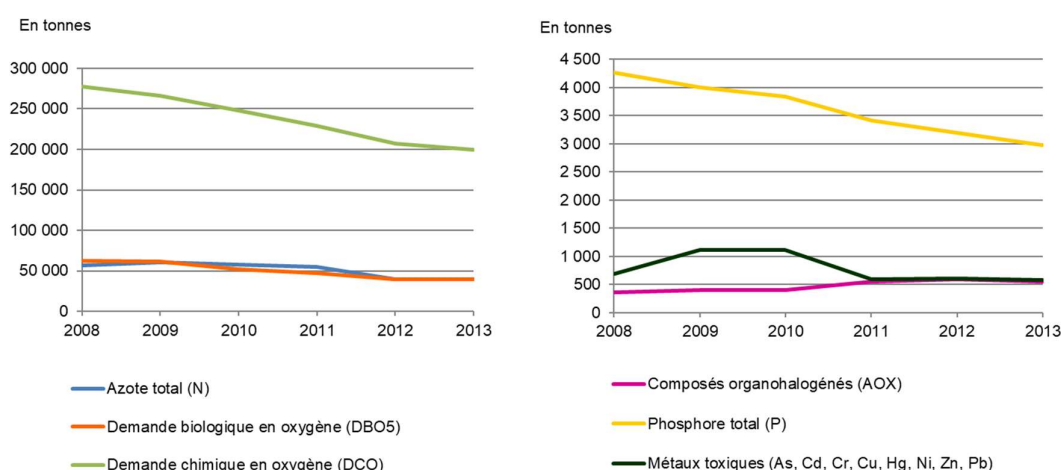 En tonnes
300 000
250 000
200 000
150 000
100 000
50 000
0
2008 2009 2010 2011 2012 2013
Azote total (N)
Demande biologique en oxygène (DBO5)
Demande chimique en oxygène (DCO)
En tonnes
4 500
4 000
3 500
3 000
2 500
2 000
1 500
1 000
500
0
2008 2009 2010 2011 2012 2013
Composés organohalogénés (AOX)
Phosphore total (P)
Métaux toxiques (As, Cd, Cr, Cu, Hg, Ni, Zn, Pb)